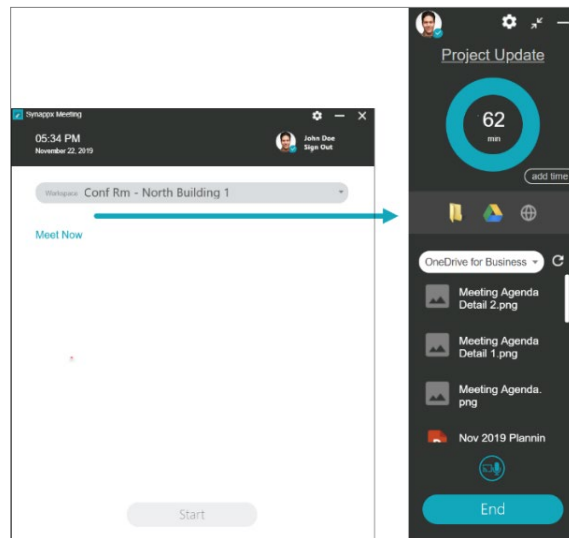 Synappx Meeting
05:34 PM
November 22, 2019
John Doe
Sign Out
Workspace Conf Rm - North Building 1
Meet Now
Start
Project Update
62
min
add time
OneDrive for Business
Meeting Agenda
Detail 2.png
Meeting Agenda
Detail 1.png
Meeting Agenda.
png
Nov 2019 Plannin
End